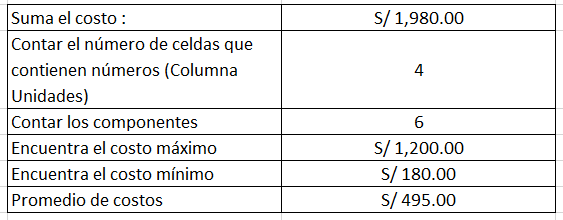 Suma el costo : S/ 1,980.00
Contar el número de celdas que
contienen números (Columna 4
Unidades)
Contar los componentes 6
Encuentra el costo máximo S/ 1,200.00
Encuentra el costo mínimo S/ 180.00
Promedio de costos S/ 495.00